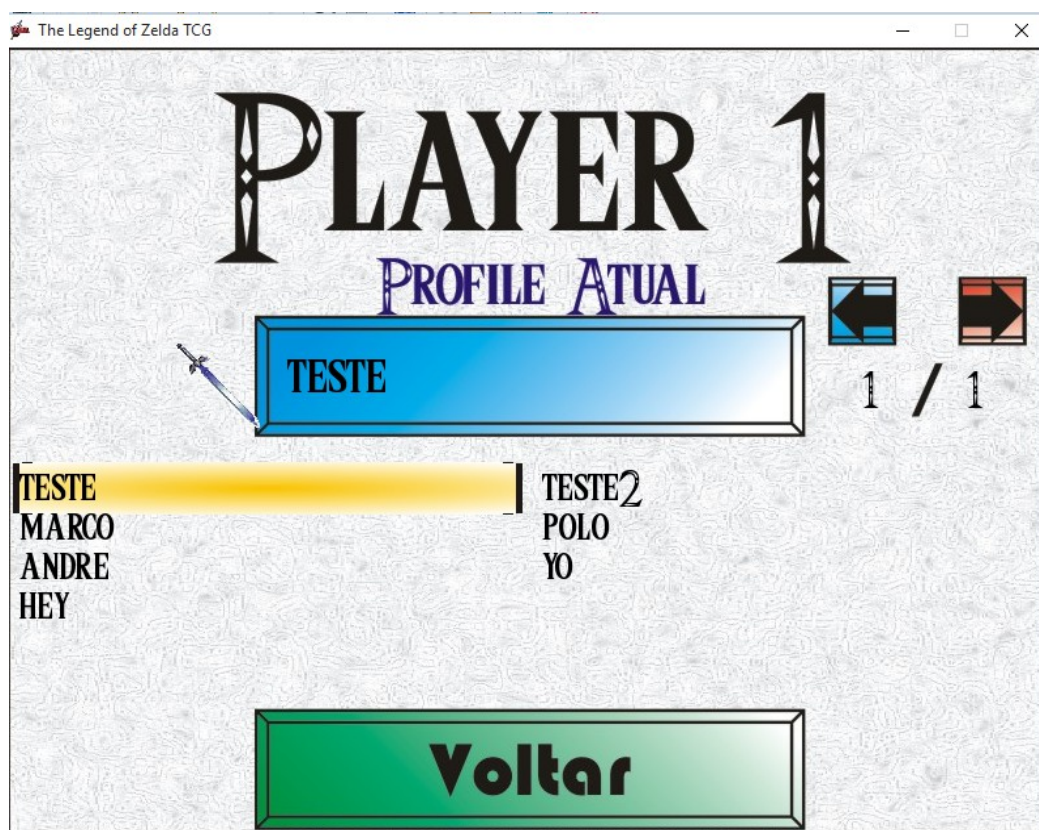 The Legend of Zelda TCG
PLAYER 1
PROFILE ATUAL
TESTE
1 / 1
TESTE TESTE2
MARCO POLO
ANDRE YO
HEY
Voltar